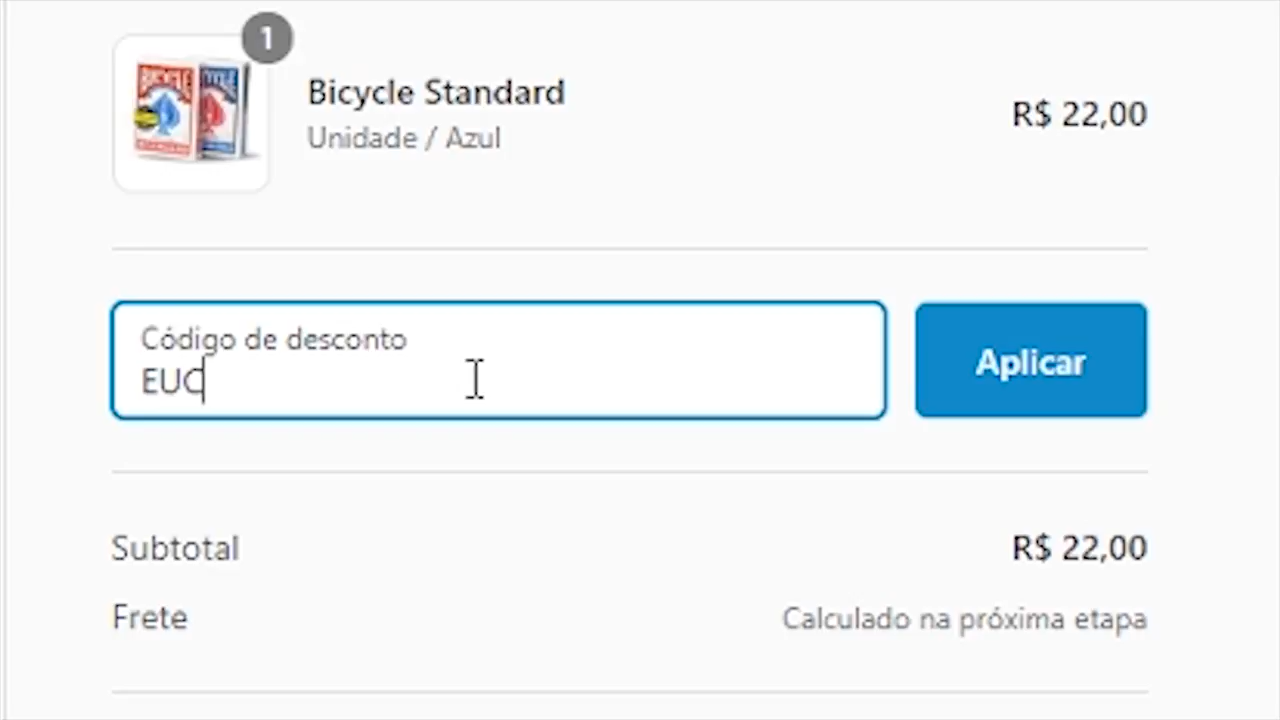 1
Bicycle Standard
Unidade / Azul
R$ 22,00
Código de desconto
EUC
Aplicar
Subtotal
R$ 22,00
Frete
Calculado na próxima etapa
BICYCLE